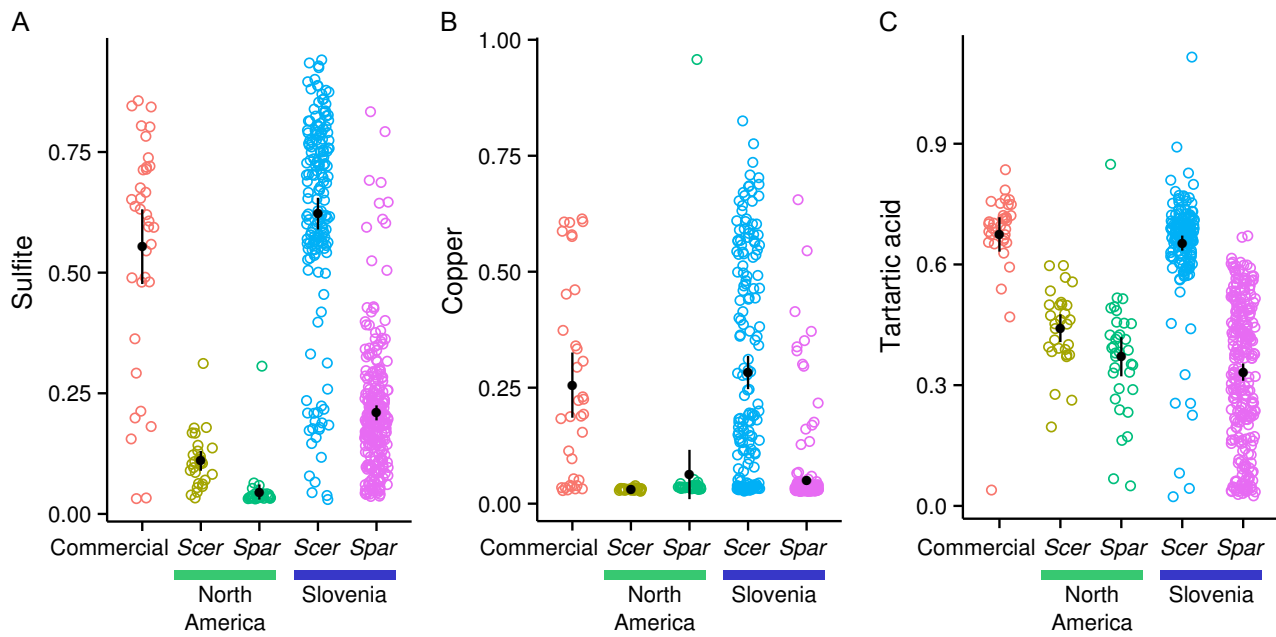 A
Sulfite
0.75
0.50
0.25
0.00
Commercial Scer Spar Scer Spar
North
America
Slovenia
B
Copper
1.00
0.75
0.50
0.25
0.00
Commercial Scer Spar Scer Spar
North
America
Slovenia
C
Tartartic acid
0.9
0.6
0.3
0.0
Commercial Scer Spar Scer Spar
North
America
Slovenia